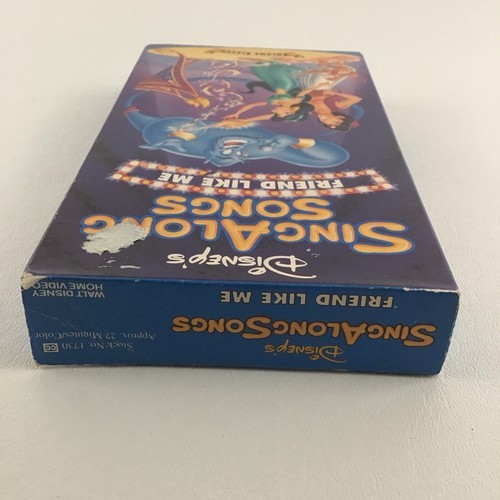 DISNEY'S
SING ALONG
SONGS
FRIEND LIKE ME
DISNEY'S
SING ALONG SONGS
"FRIEND LIKE ME
WALT DISNEY
HOME VIDEO
Stock No. 1730 CC
Approx. 27 Minutes/Color